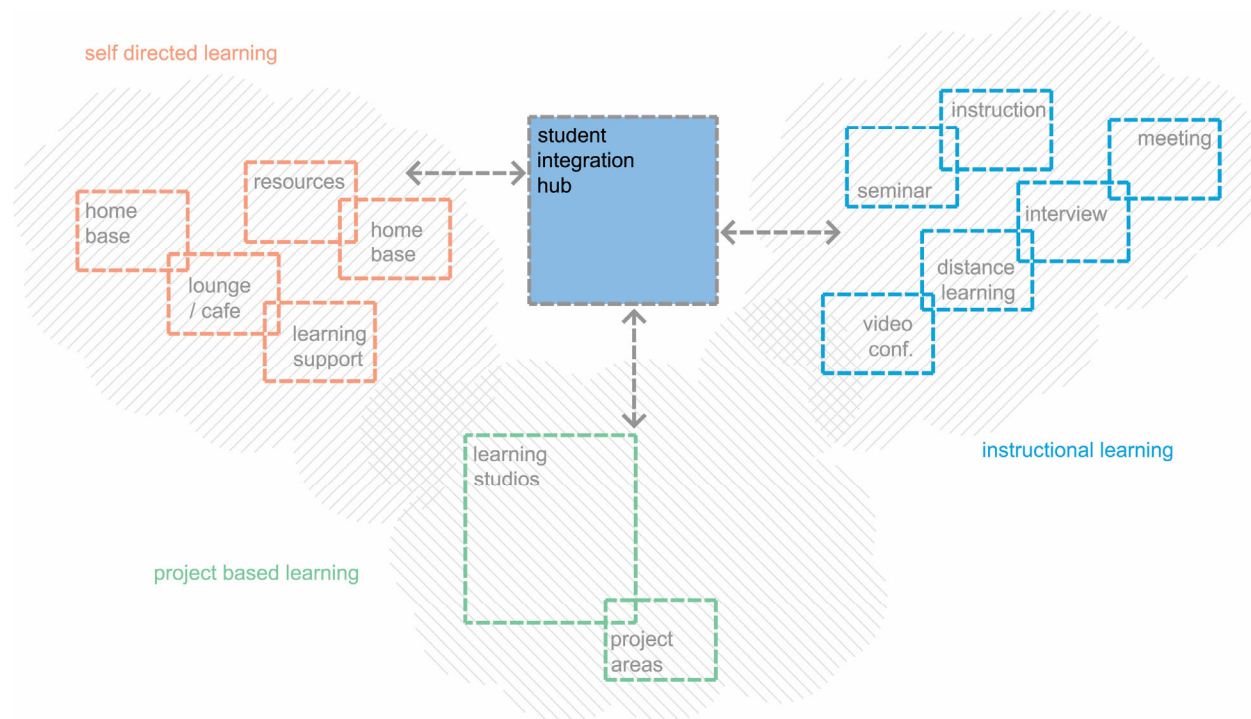 self directed learning
home
base
resources
home
base
lounge
/ cafe
learning
support
student
integration
hub
instruction
meeting
seminar
interview
distance
learning
video
conf.
instructional learning
learning
studios
project based learning
project
areas